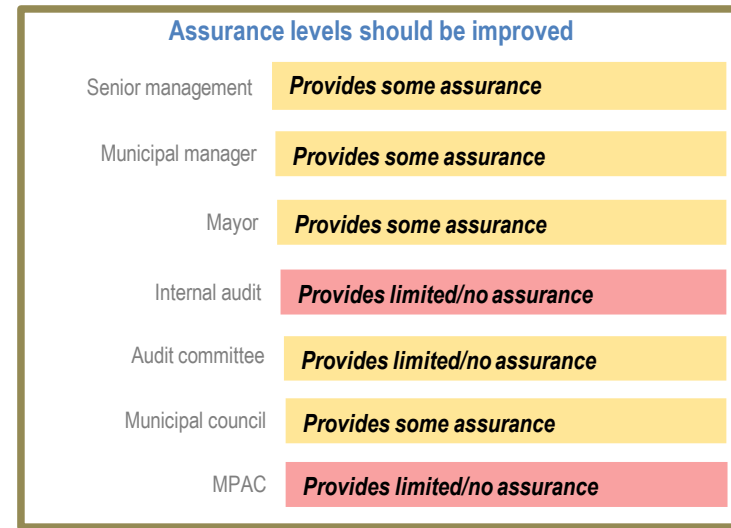 Assurance levels should be improved
Senior management Provides some assurance
Municipal manager Provides some assurance
Mayor Provides some assurance
Internal audit Provides limited/no assurance
Audit committee Provides limited/no assurance
Municipal council Provides some assurance
MPAC Provides limited/no assurance